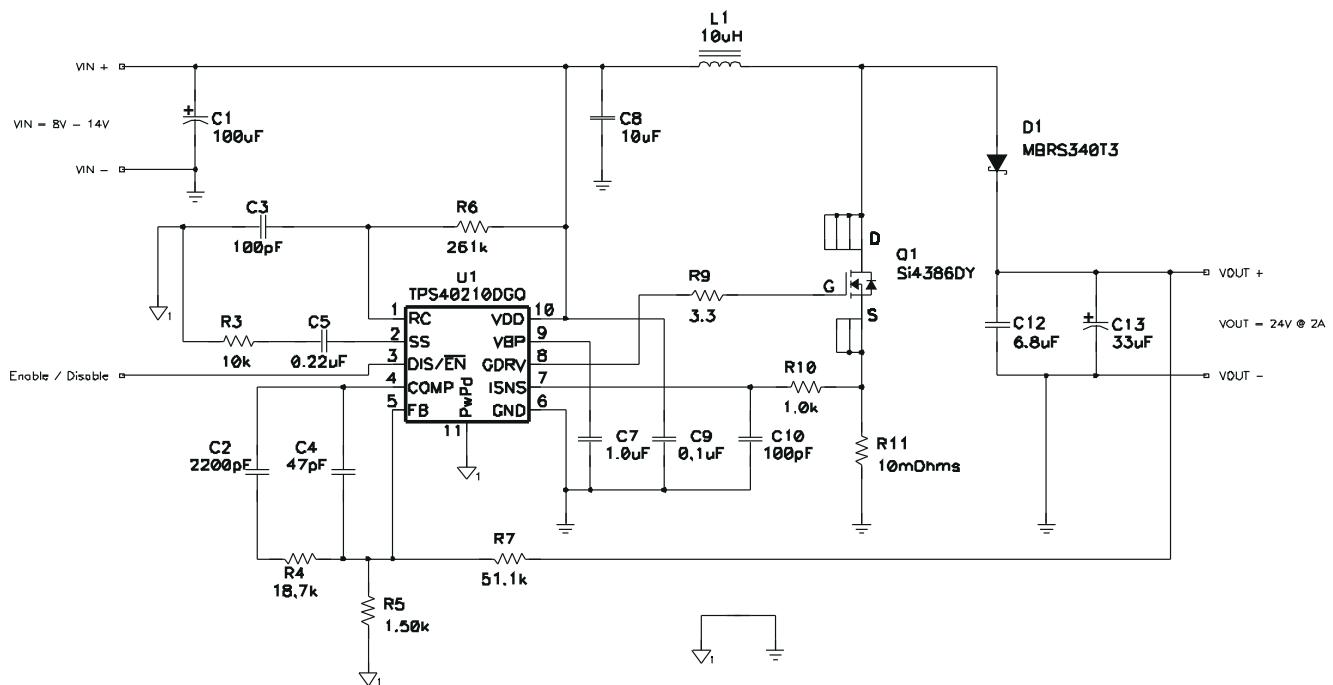 L1
10uH
VIN +
C1
100uF
VIN = 8V - 14V
VIN -
C8
10uF
D1
MBRS340T3
C3
100pF
R6
261k
1
U1
TPS40210DGQ
R9
3.3
D
G
S
Q1
Si4386DY
VOUT +
R3
10k
C5
0.22uF
1 RC VDD 10
2 SS VBP 9
3 DIS/EN GDRV 8
4 COMP ISNS 7
5 FB GND 6
PwPd
11
1
C12
6.8uF
C13
33uF
VOUT = 24V @ 2A
Enable / Disable
VOUT -
R10
1.0k
C2
2200pF
C4
47pF
C7
1.0uF
C9
0.1uF
C10
100pF
R11
10mOhms
R4
18.7k
R7
51.1k
R5
1.50k
1
1